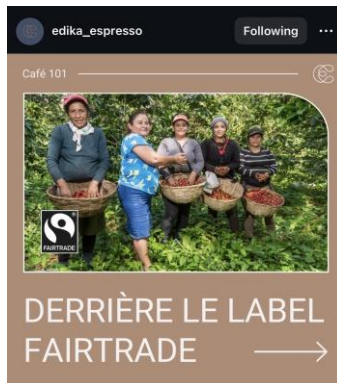 edika_espresso
Following
Café 101
FAIRTRADE
DERRIÈRE LE LABEL
FAIRTRADE